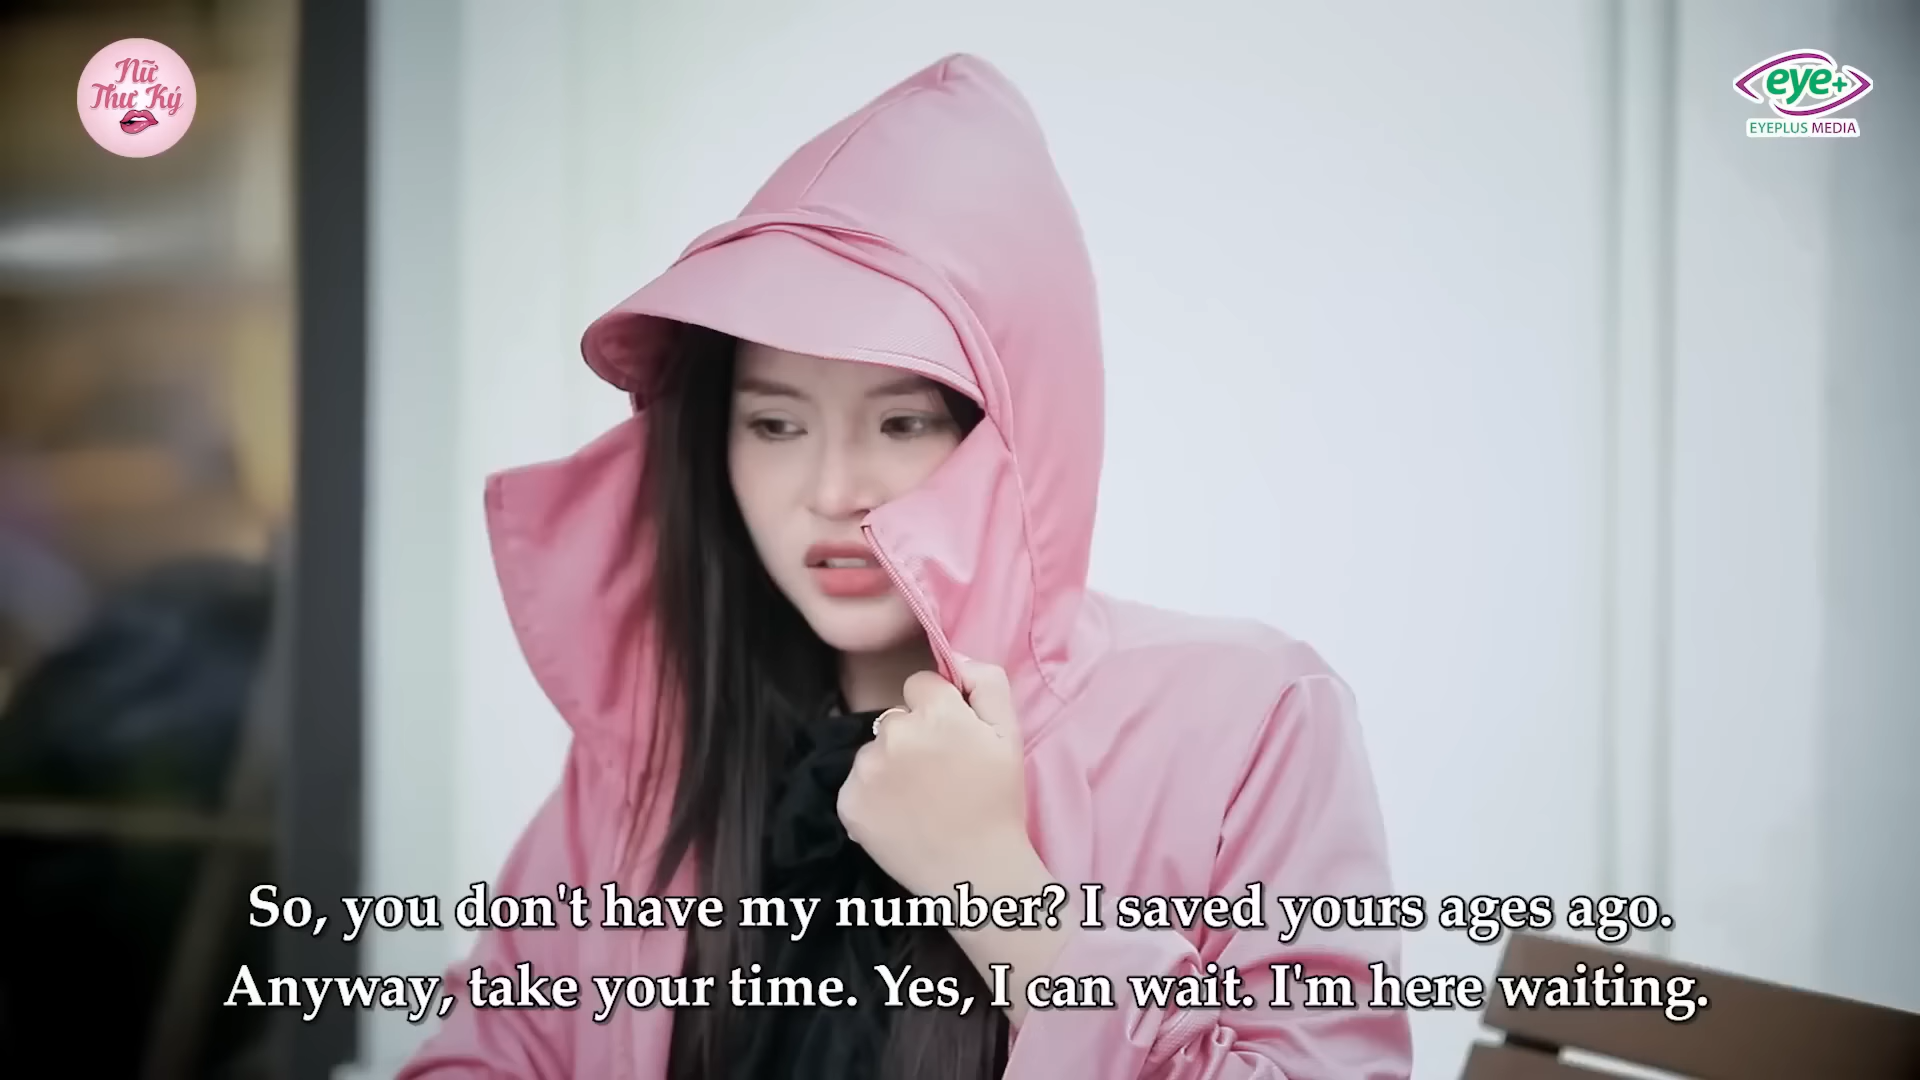 Nữ
Thư Ký
eye+
EYEPLUS MEDIA
So, you don't have my number? I saved yours ages ago.
Anyway, take your time. Yes, I can wait. I'm here waiting.